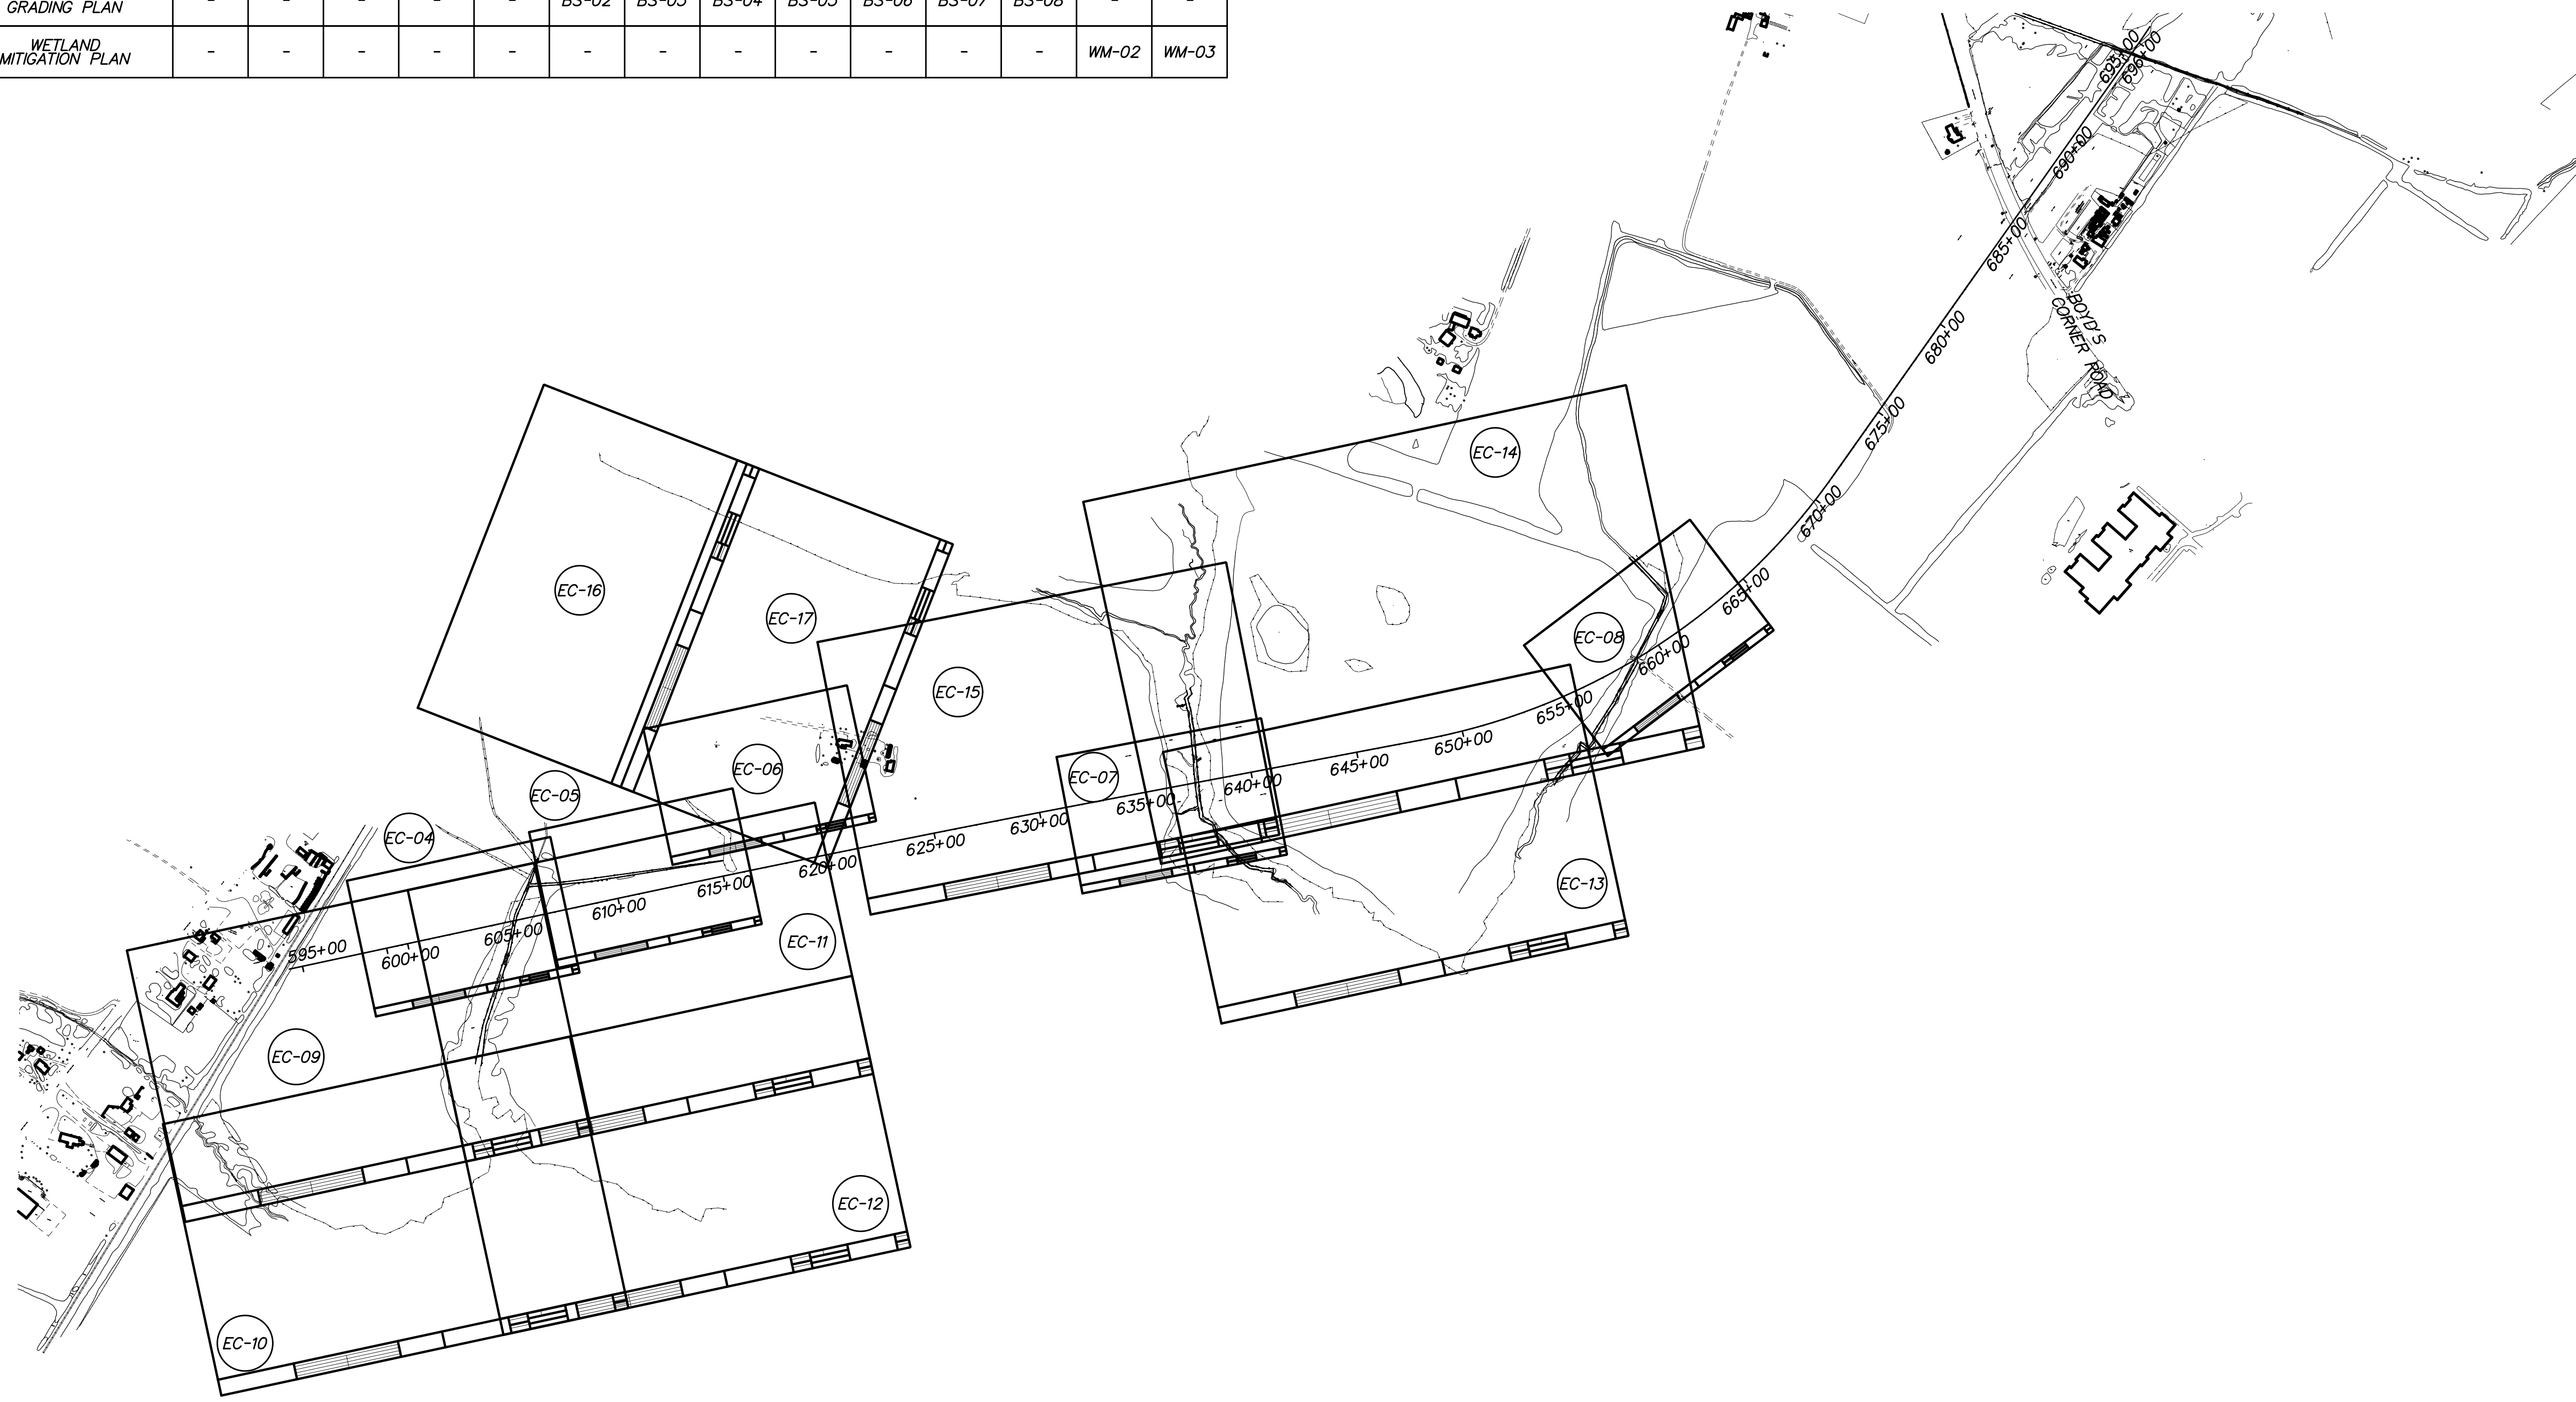 GRADING PLAN - - - - - BS-02 BS-03 BS-04 BS-05 BS-06 BS-07 BS-08 - -
WETLAND
MITIGATION PLAN - - - - - - - - - - - - WM-02 WM-03
695+00
696+00
690+00
685+00
BOYD'S
CORNER ROAD
680+00
675+00
EC-14
670+00
EC-16
665+00
EC-17
EC-08
660+00
EC-15
655+00
650+00
EC-06
EC-07
645+00
640+00
EC-05
635+00
630+00
EC-04
625+00
620+00
615+00
EC-13
610+00
605+00
EC-11
595+00
600+00
EC-09
EC-12
EC-10